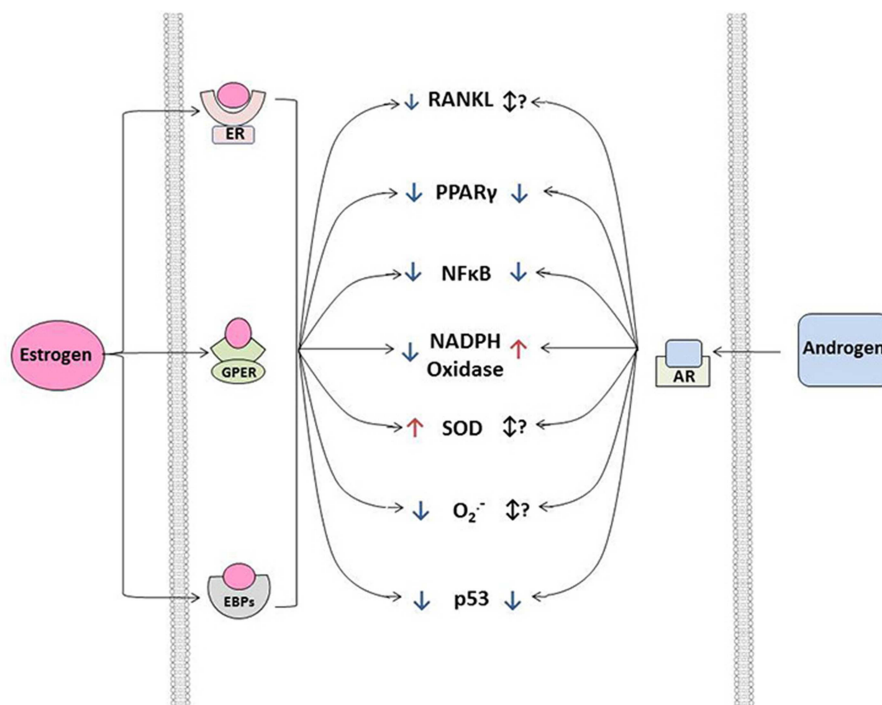 ER
↓ RANKL ↕?
↓ PPARγ ↓
↓ NFκB ↓
Estrogen
GPER
↓ NADPH ↑
Oxidase
AR
Androgen
↑ SOD ↕?
↓ O₂·⁻ ↕?
EBPs
↓ p53 ↓